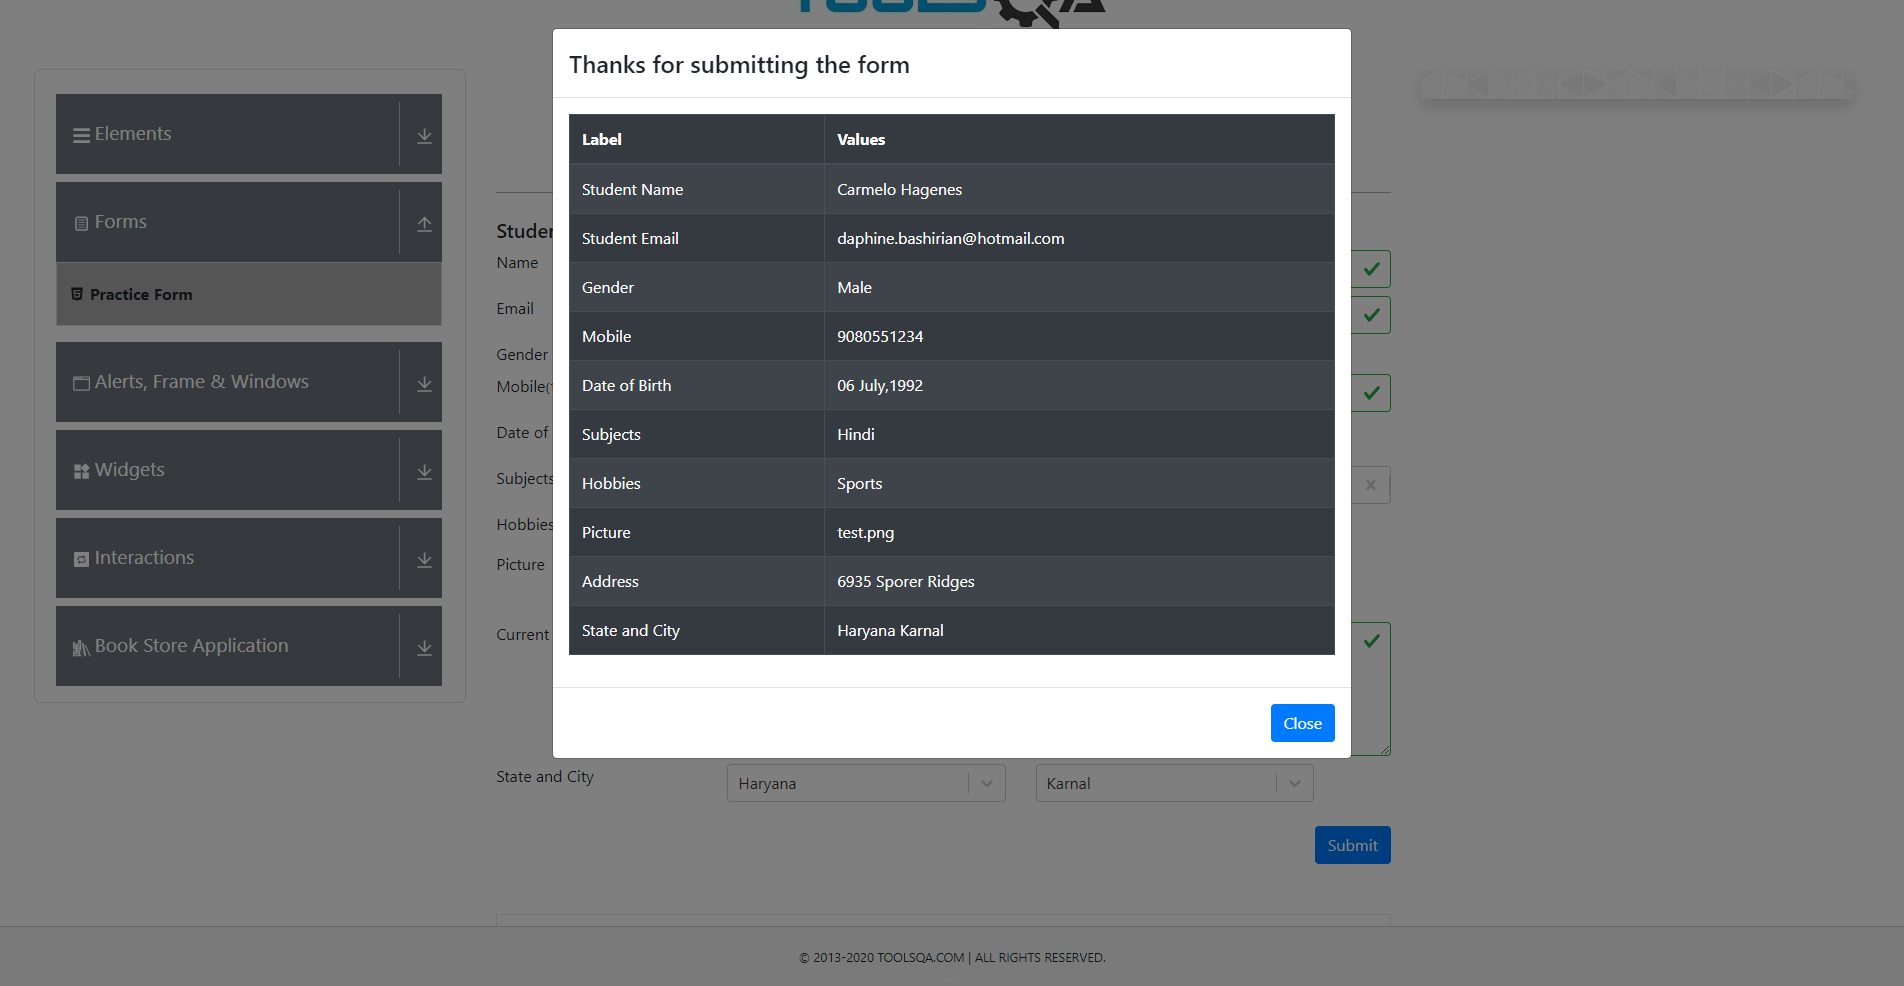 TOOLSQA
Thanks for submitting the form
Elements
Forms
Practice Form
Alerts, Frame & Windows
Widgets
Interactions
Book Store Application
Label Values
Student Name Carmelo Hagenes
Student Email daphine.bashirian@hotmail.com
Gender Male
Mobile 9080551234
Date of Birth 06 July,1992
Subjects Hindi
Hobbies Sports
Picture test.png
Address 6935 Sporer Ridges
State and City Haryana Karnal
Close
Name
Email
Gender
Mobile(
Date of
Subjects
Hobbies
Picture
Current
State and City Haryana Karnal
Submit
© 2013-2020 TOOLSQA.COM | ALL RIGHTS RESERVED.